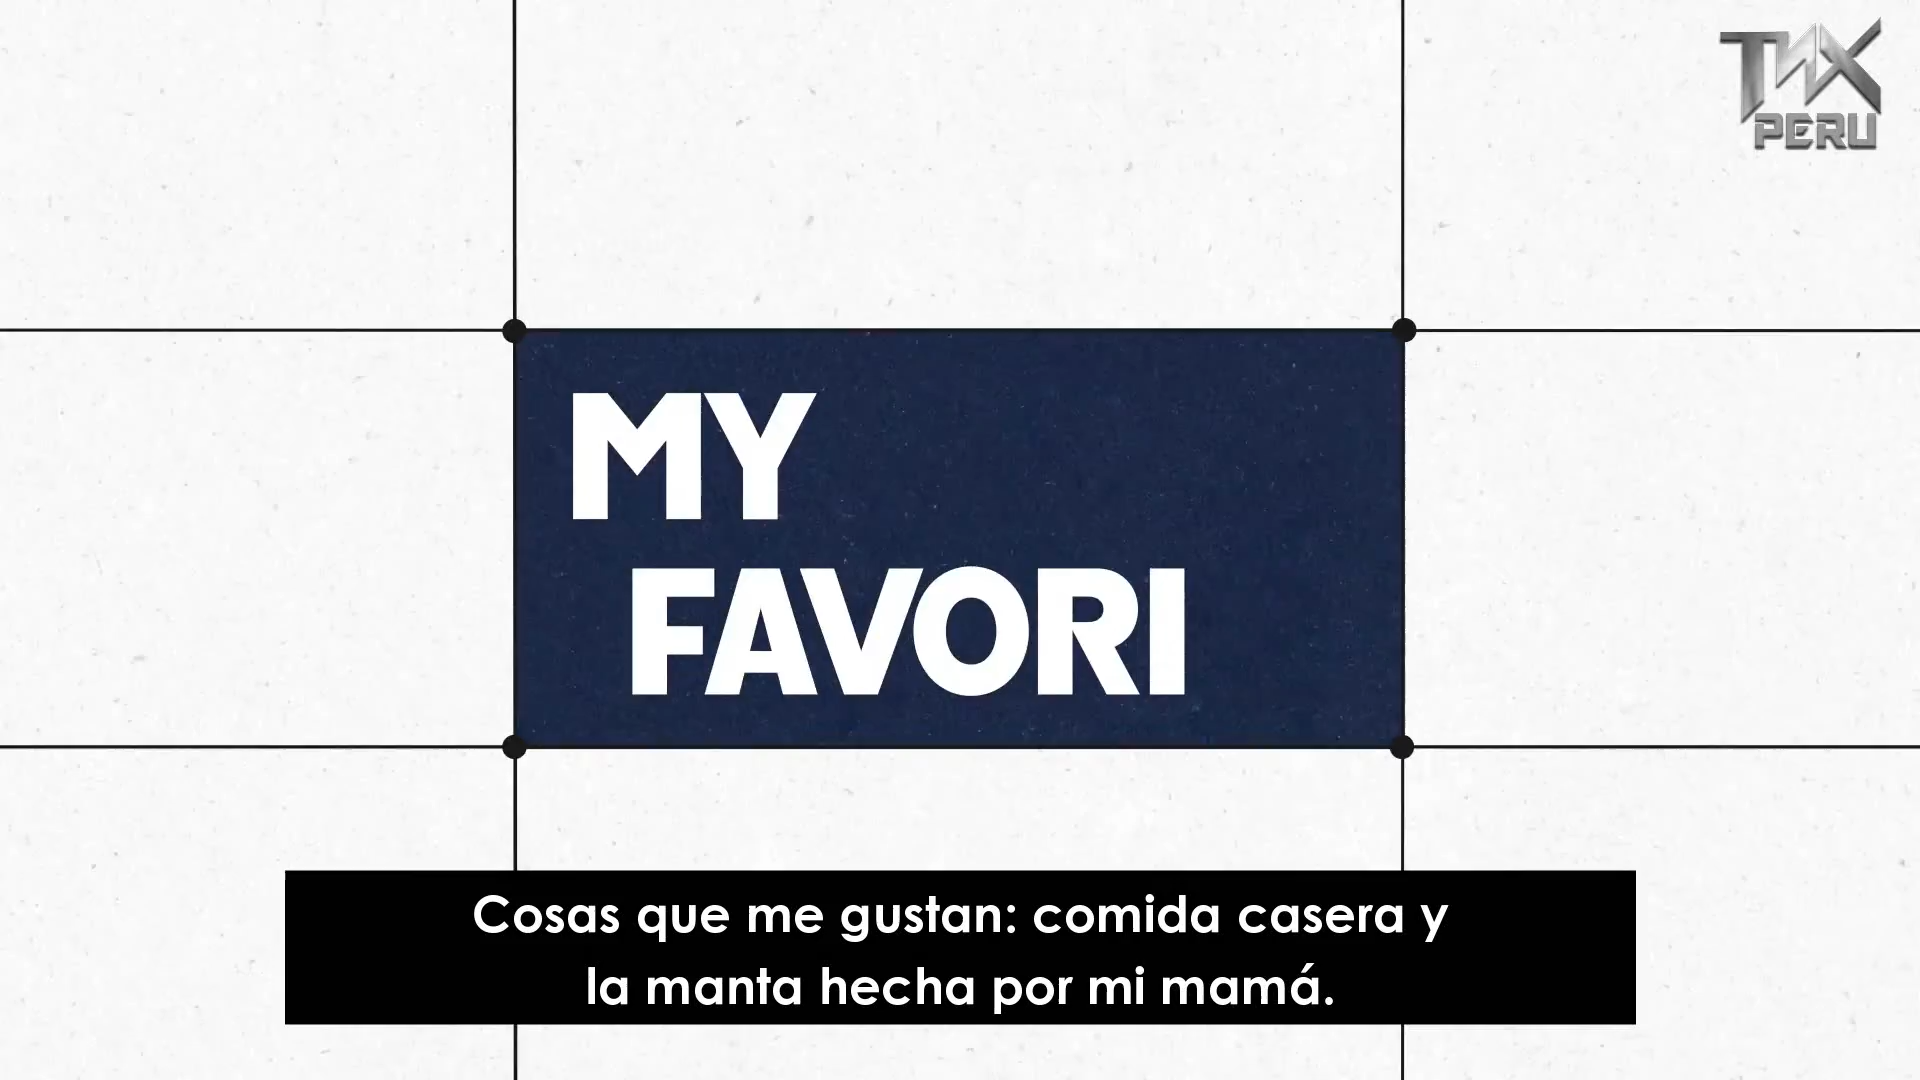 TNX
PERU
MY
FAVORI
Cosas que me gustan: comida casera y
la manta hecha por mi mamá.